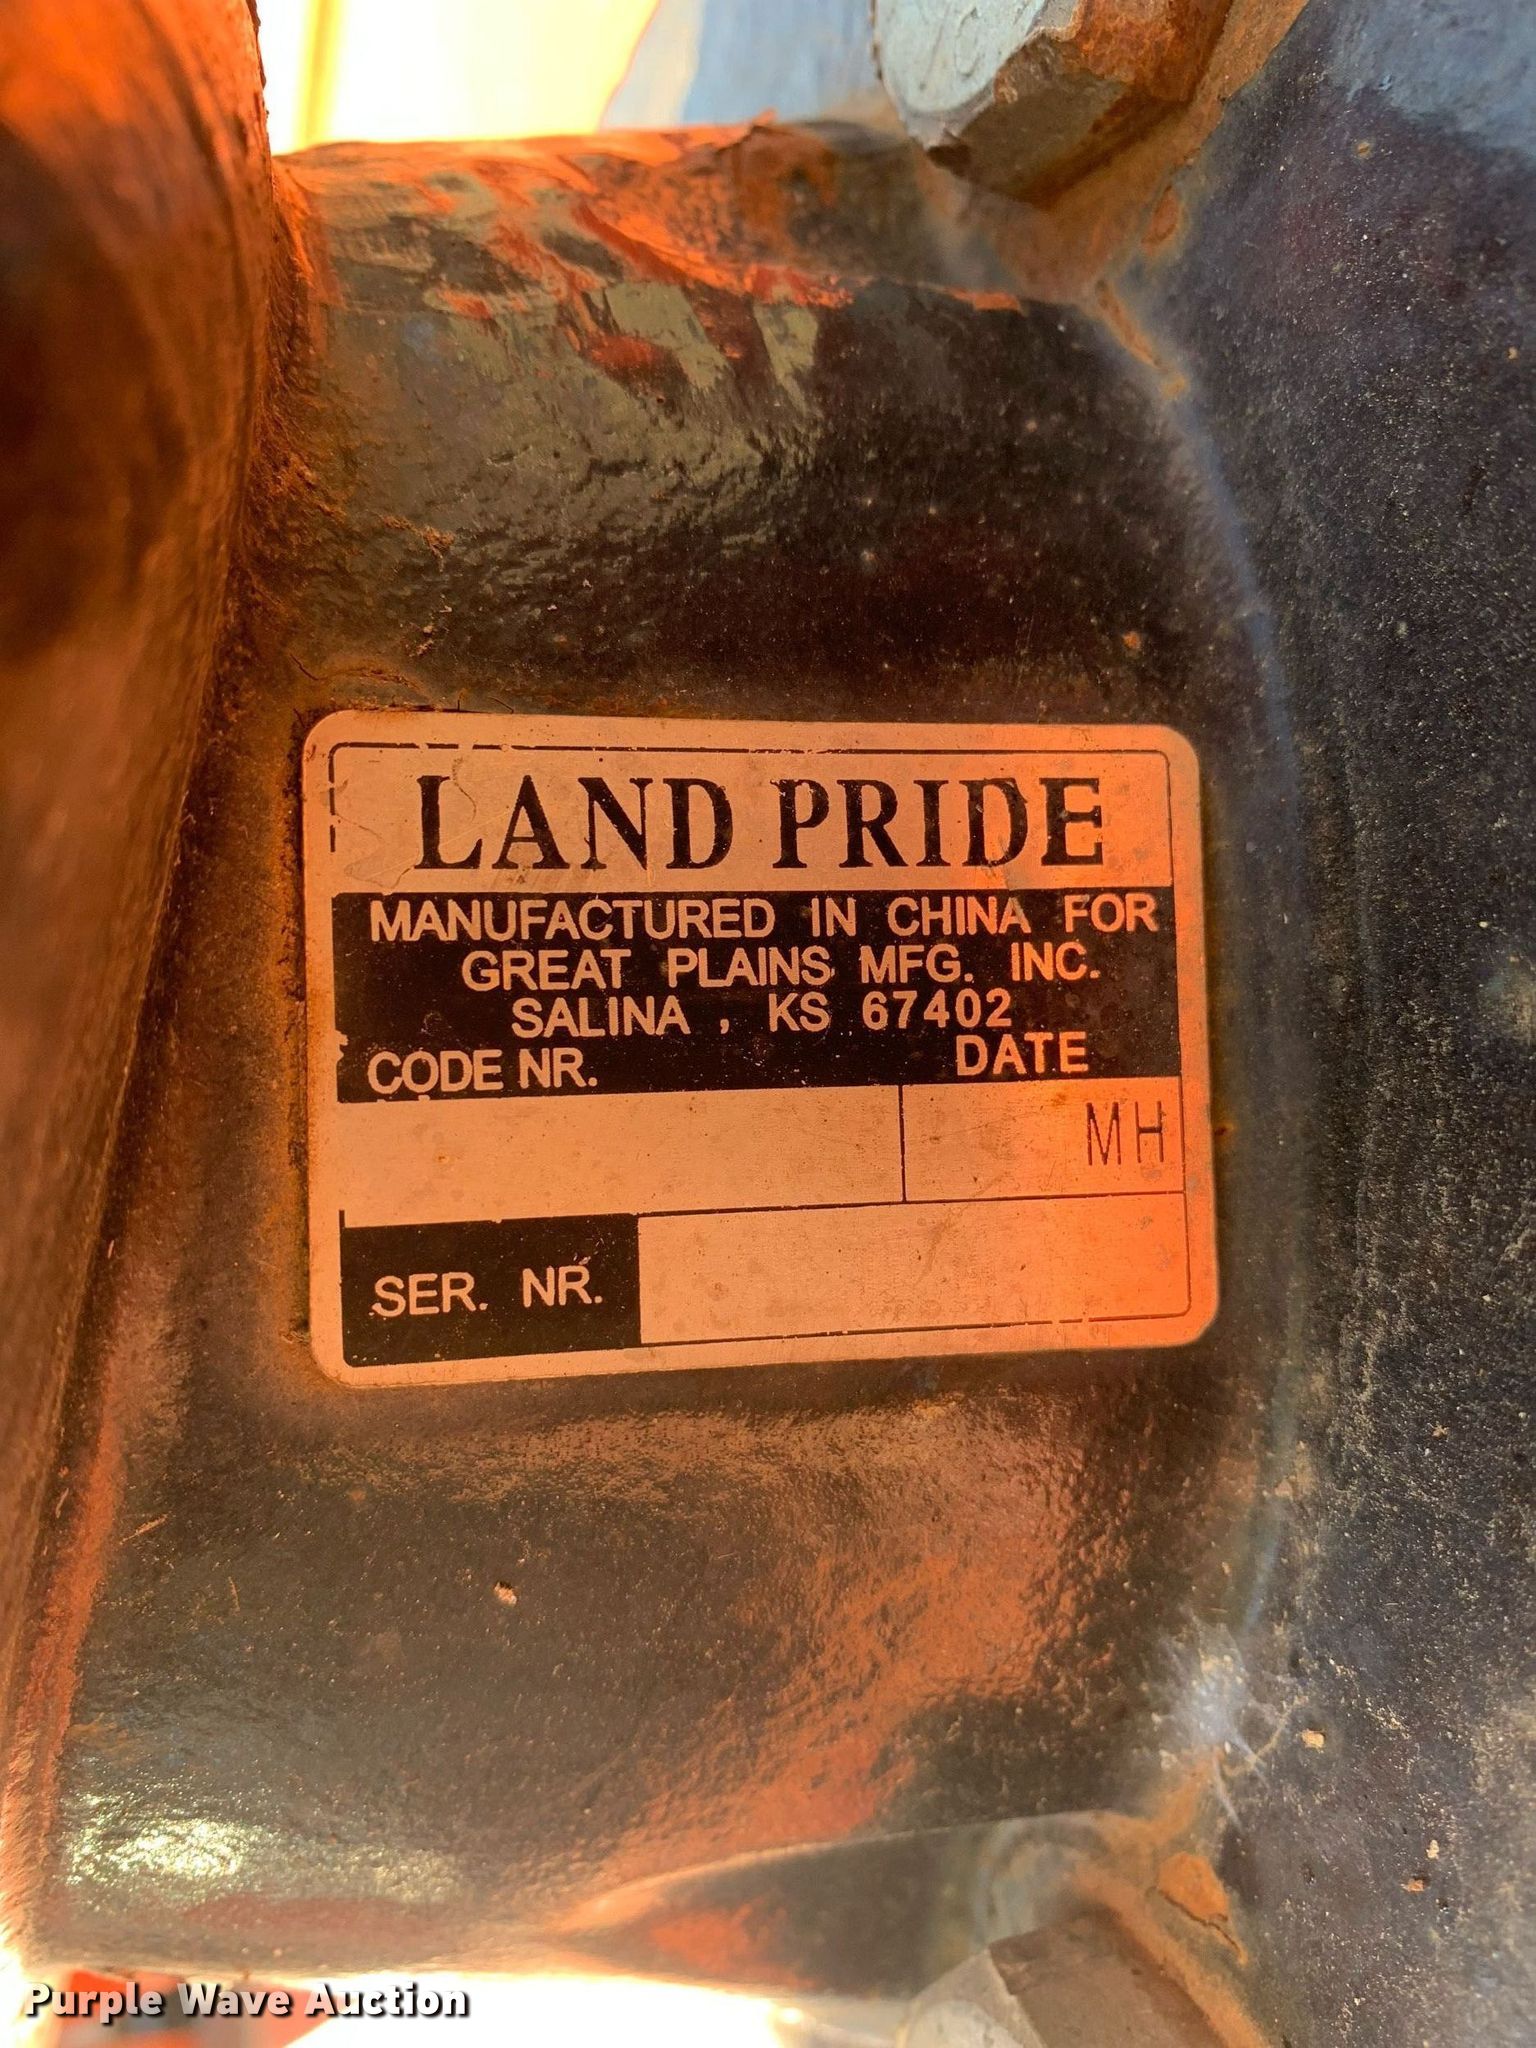 LAND PRIDE
MANUFACTURED IN CHINA FOR
GREAT PLAINS MFG. INC.
SALINA , KS 67402
CODE NR. DATE
MH
SER. NR.
Purple Wave Auction